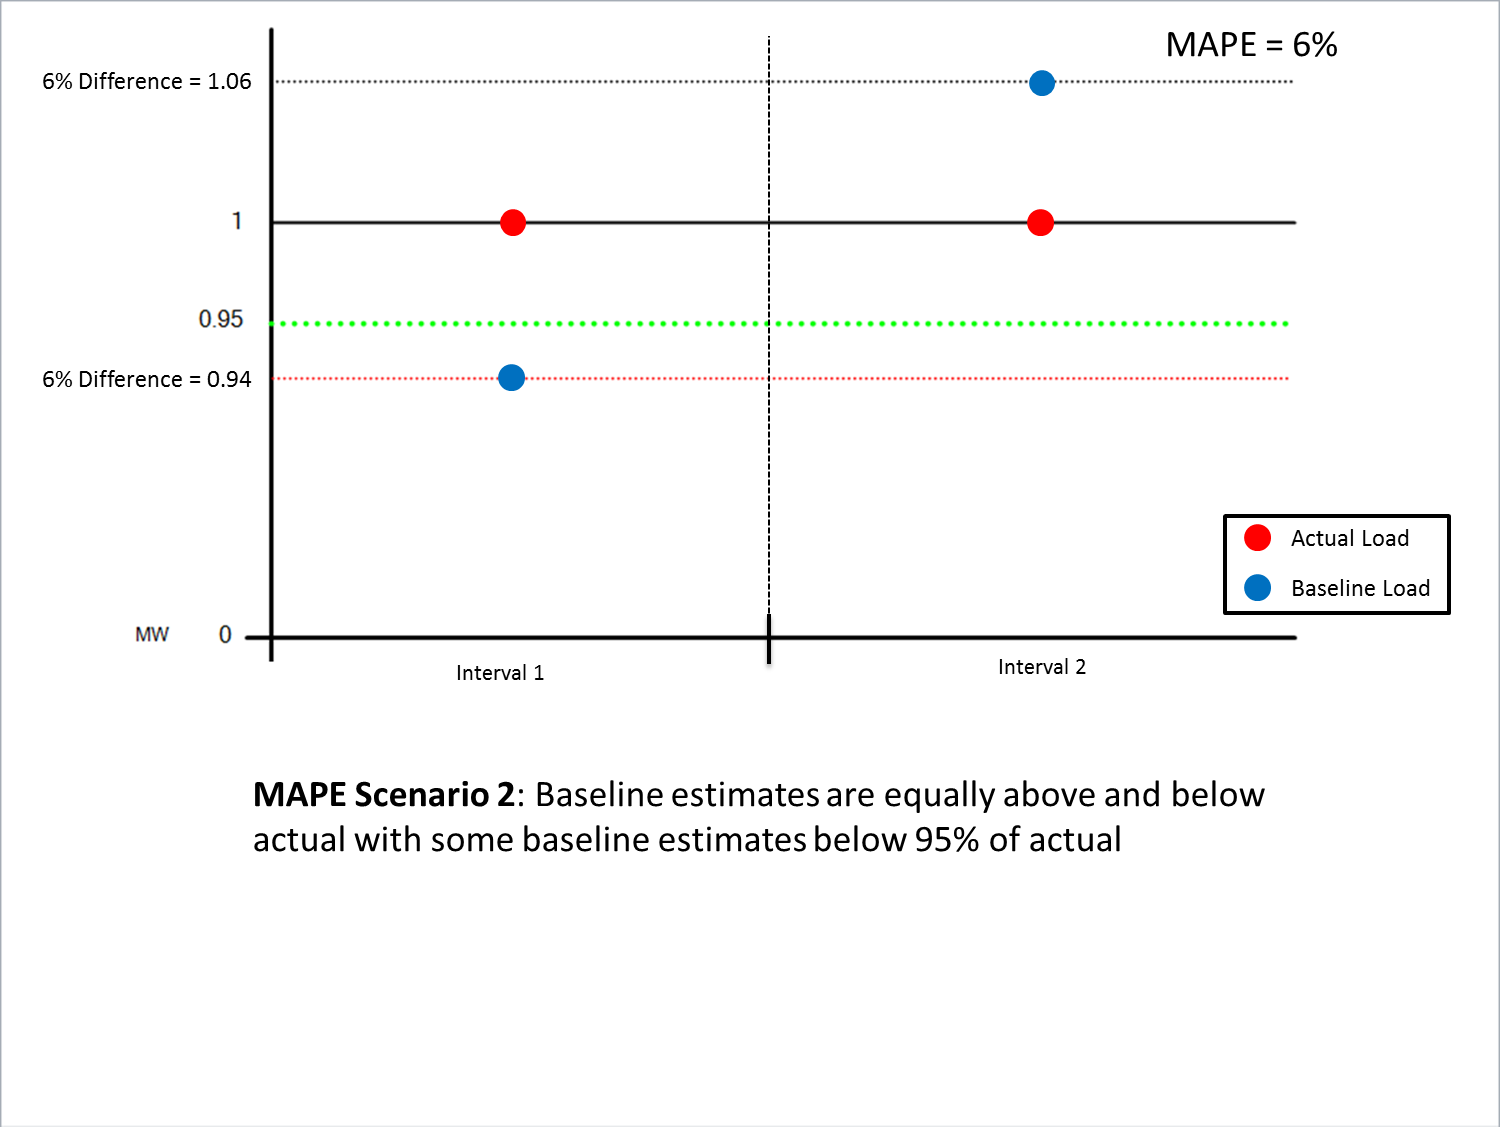 MAPE = 6%
6% Difference = 1.06
1
0.95
6% Difference = 0.94
Actual Load
Baseline Load
MW 0
Interval 1
Interval 2
MAPE Scenario 2: Baseline estimates are equally above and below
actual with some baseline estimates below 95% of actual